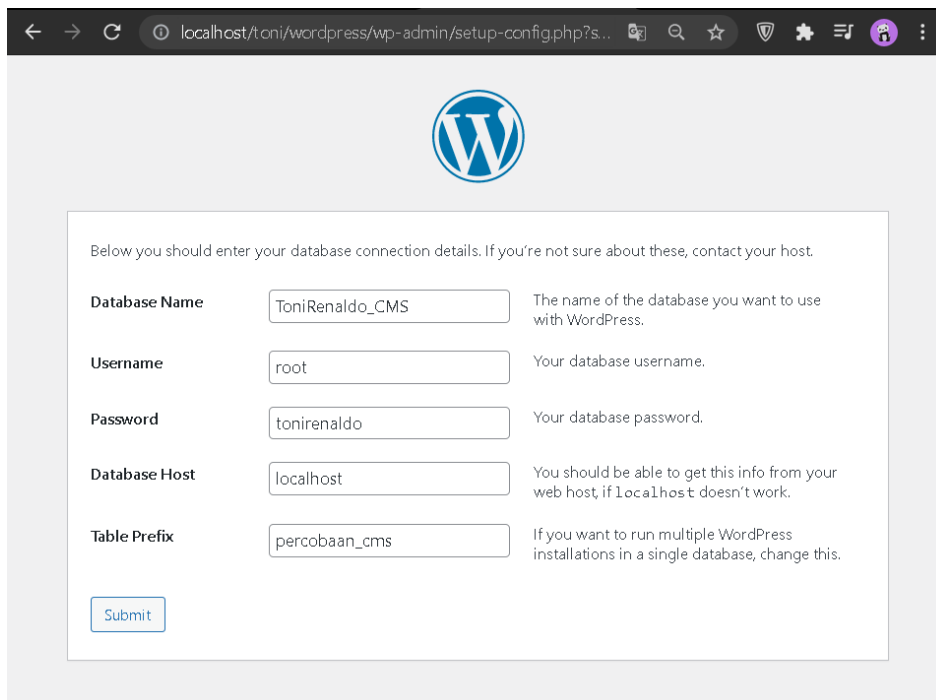 localhost/toni/wordpress/wp-admin/setup-config.php?s...
Below you should enter your database connection details. If you're not sure about these, contact your host.
Database Name
ToniRenaldo_CMS
The name of the database you want to use
with WordPress.
Username
root
Your database username.
Password
tonirenaldo
Your database password.
Database Host
localhost
You should be able to get this info from your
web host, if localhost doesn't work.
Table Prefix
percobaan_cms
If you want to run multiple WordPress
installations in a single database, change this.
Submit